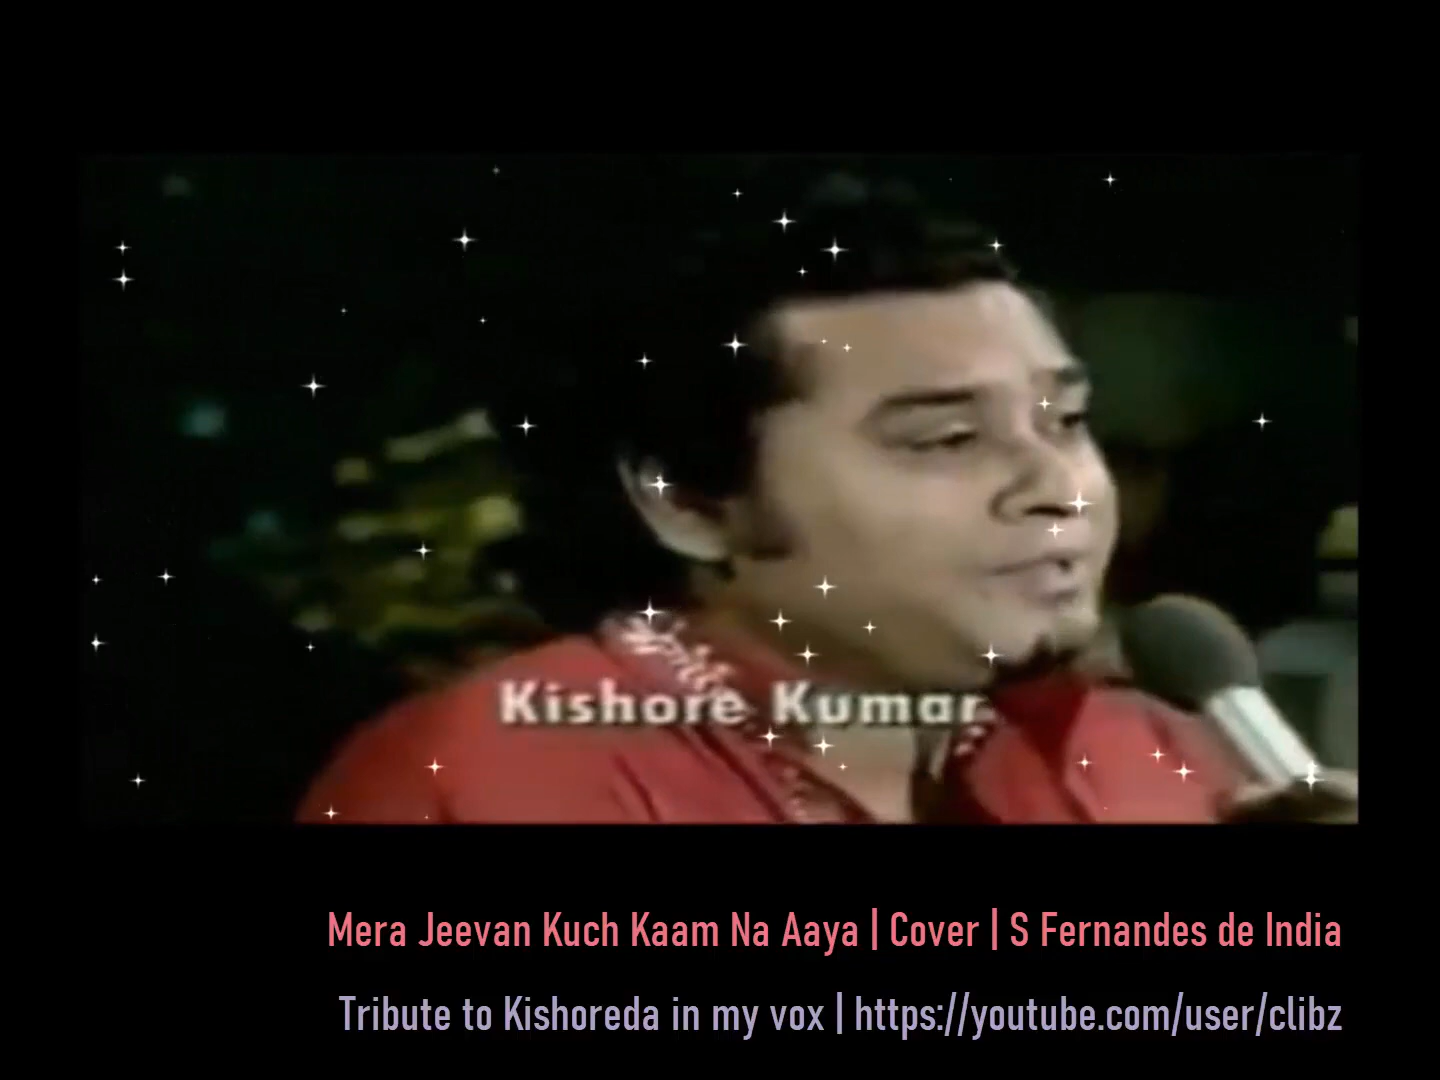 Kishore Kumar
Mera Jeevan Kuch Kaam Na Aaya | Cover | S Fernandes de India
Tribute to Kishoreda in my vox | https://youtube.com/user/clibz